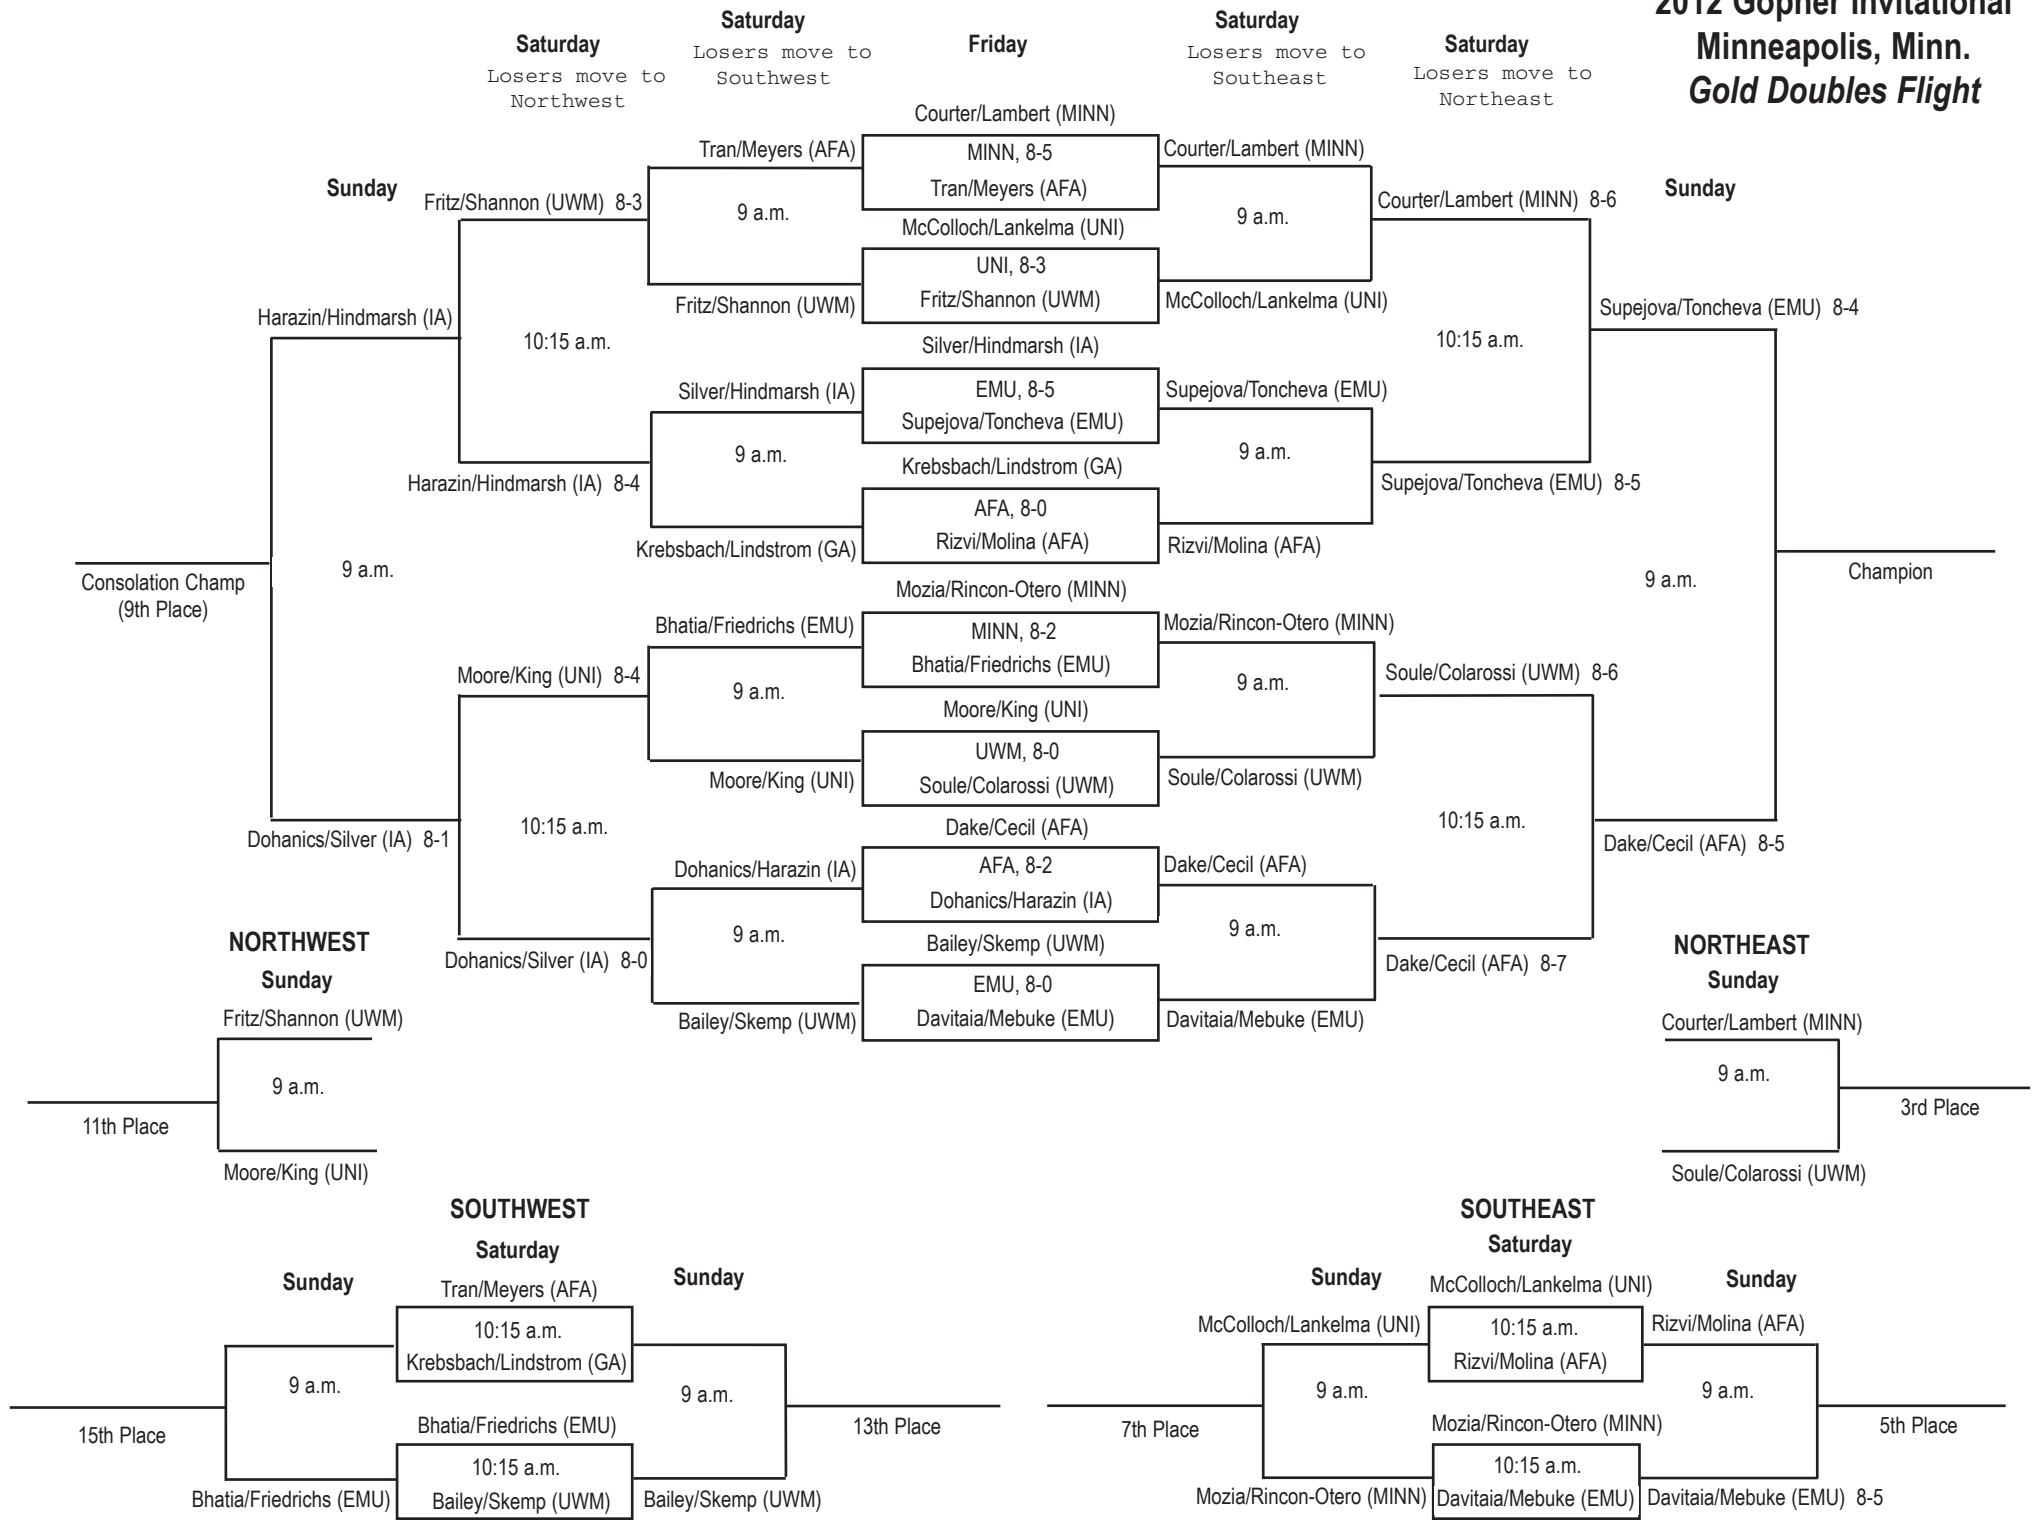 2012 Gopher Invitational
Minneapolis, Minn.
Gold Doubles Flight
Saturday
Losers move to
Northwest
Saturday
Losers move to
Southwest
Friday
Saturday
Losers move to
Southeast
Saturday
Losers move to
Northeast
Sunday
Sunday
Courter/Lambert (MINN)
MINN, 8-5
Tran/Meyers (AFA)
McColloch/Lankelma (UNI)
UNI, 8-3
Fritz/Shannon (UWM)
Silver/Hindmarsh (IA)
EMU, 8-5
Supejova/Toncheva (EMU)
Krebsbach/Lindstrom (GA)
AFA, 8-0
Rizvi/Molina (AFA)
Mozia/Rincon-Otero (MINN)
MINN, 8-2
Bhatia/Friedrichs (EMU)
Moore/King (UNI)
UWM, 8-0
Soule/Colarossi (UWM)
Dake/Cecil (AFA)
AFA, 8-2
Dohanics/Harazin (IA)
Bailey/Skemp (UWM)
EMU, 8-0
Davitaia/Mebuke (EMU)
Tran/Meyers (AFA)
9 a.m.
Fritz/Shannon (UWM)
Silver/Hindmarsh (IA)
9 a.m.
Krebsbach/Lindstrom (GA)
Bhatia/Friedrichs (EMU)
9 a.m.
Moore/King (UNI)
Dohanics/Harazin (IA)
9 a.m.
Bailey/Skemp (UWM)
Fritz/Shannon (UWM) 8-3
10:15 a.m.
Harazin/Hindmarsh (IA) 8-4
Moore/King (UNI) 8-4
10:15 a.m.
Dohanics/Silver (IA) 8-0
Harazin/Hindmarsh (IA)
9 a.m.
Dohanics/Silver (IA) 8-1
Consolation Champ
(9th Place)
Courter/Lambert (MINN)
9 a.m.
McColloch/Lankelma (UNI)
Supejova/Toncheva (EMU)
9 a.m.
Rizvi/Molina (AFA)
Mozia/Rincon-Otero (MINN)
9 a.m.
Soule/Colarossi (UWM)
Dake/Cecil (AFA)
9 a.m.
Davitaia/Mebuke (EMU)
Courter/Lambert (MINN) 8-6
10:15 a.m.
Supejova/Toncheva (EMU) 8-5
Soule/Colarossi (UWM) 8-6
10:15 a.m.
Dake/Cecil (AFA) 8-7
Supejova/Toncheva (EMU) 8-4
9 a.m.
Dake/Cecil (AFA) 8-5
Champion
NORTHWEST
Sunday
Fritz/Shannon (UWM)
9 a.m.
11th Place
Moore/King (UNI)
NORTHEAST
Sunday
Courter/Lambert (MINN)
9 a.m.
3rd Place
Soule/Colarossi (UWM)
SOUTHWEST
Saturday
Sunday
Sunday
Tran/Meyers (AFA)
10:15 a.m.
Krebsbach/Lindstrom (GA)
9 a.m.
9 a.m.
Bhatia/Friedrichs (EMU)
15th Place
13th Place
10:15 a.m.
Bhatia/Friedrichs (EMU)
Bailey/Skemp (UWM)
Bailey/Skemp (UWM)
SOUTHEAST
Saturday
Sunday
Sunday
McColloch/Lankelma (UNI)
McColloch/Lankelma (UNI)
10:15 a.m.
Rizvi/Molina (AFA)
Rizvi/Molina (AFA)
9 a.m.
9 a.m.
Mozia/Rincon-Otero (MINN)
7th Place
5th Place
10:15 a.m.
Mozia/Rincon-Otero (MINN)
Davitaia/Mebuke (EMU)
Davitaia/Mebuke (EMU) 8-5